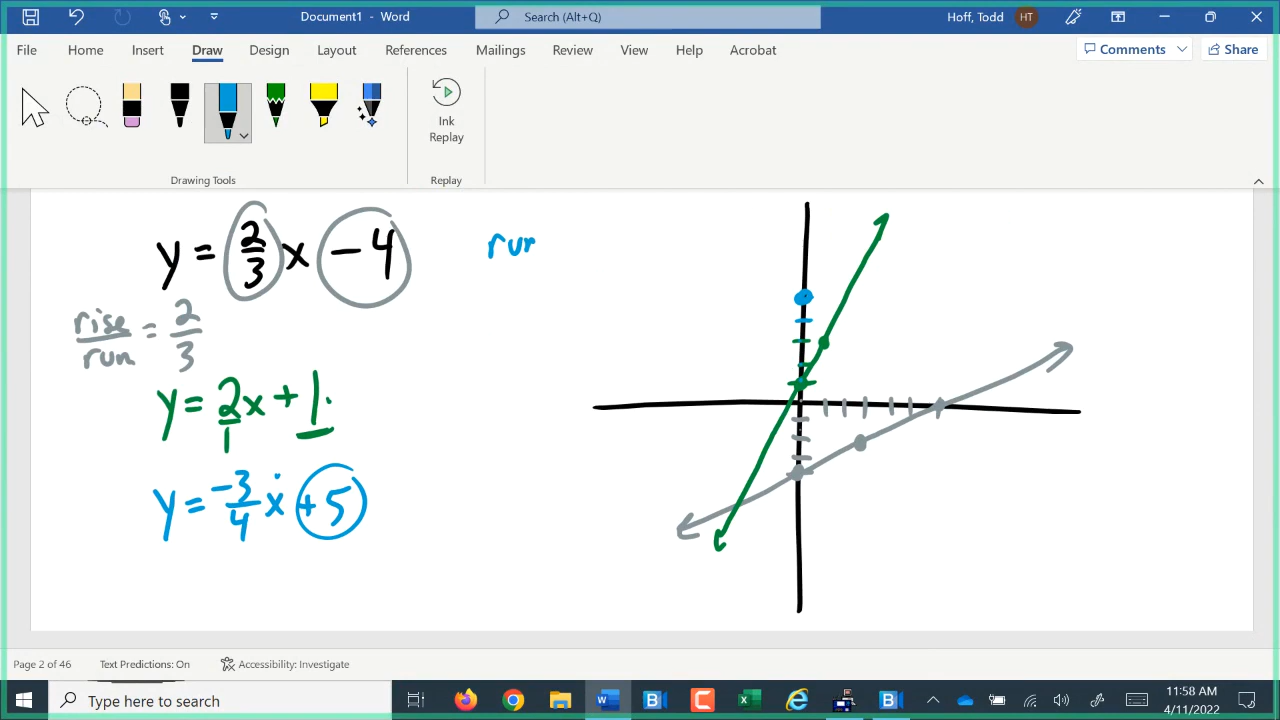 Document1 - Word
Search (Alt+Q)
Hoff, Todd
HT
File Home Insert Draw Design Layout References Mailings Review View Help Acrobat
Comments
Share
Ink
Replay
Drawing Tools
Replay
y = 2/3 x - 4
rur
rise/run = 2/3
y = 2/1 x + 1.
y = -3/4 x + 5
Page 2 of 46
Text Predictions: On
Accessibility: Investigate
Type here to search
11:58 AM
4/11/2022